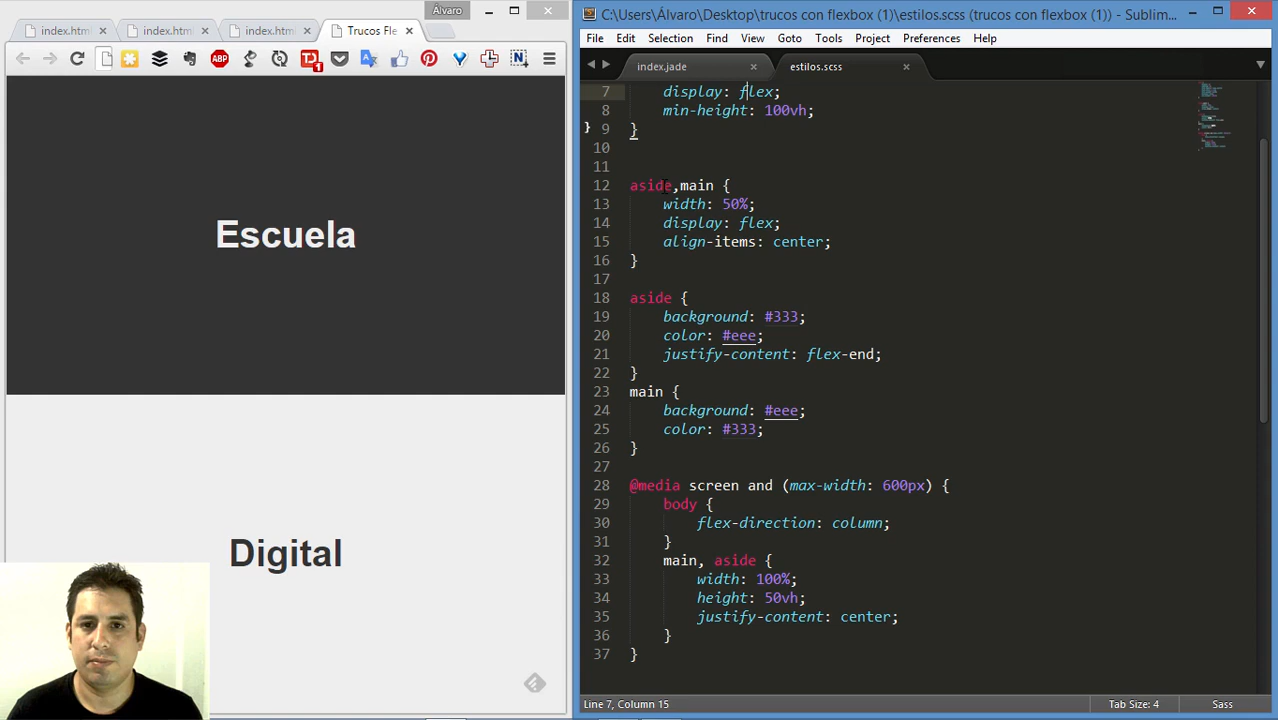 Alvaro
index.html
index.html
index.html
Trucos Fle
ABP
1
Escuela
Digital
C:\Users\Álvaro\Desktop\trucos con flexbox (1)\estilos.scss (trucos con flexbox (1)) - Sublim...
File Edit Selection Find View Goto Tools Project Preferences Help
index.jade
estilos.scss
7 display: flex;
8 min-height: 100vh;
9 }
10
11
12 aside,main {
13 width: 50%;
14 display: flex;
15 align-items: center;
16 }
17
18 aside {
19 background: #333;
20 color: #eee;
21 justify-content: flex-end;
22 }
23 main {
24 background: #eee;
25 color: #333;
26 }
27
28 @media screen and (max-width: 600px) {
29 body {
30 flex-direction: column;
31 }
32 main, aside {
33 width: 100%;
34 height: 50vh;
35 justify-content: center;
36 }
37 }
Line 7, Column 15
Tab Size: 4
Sass